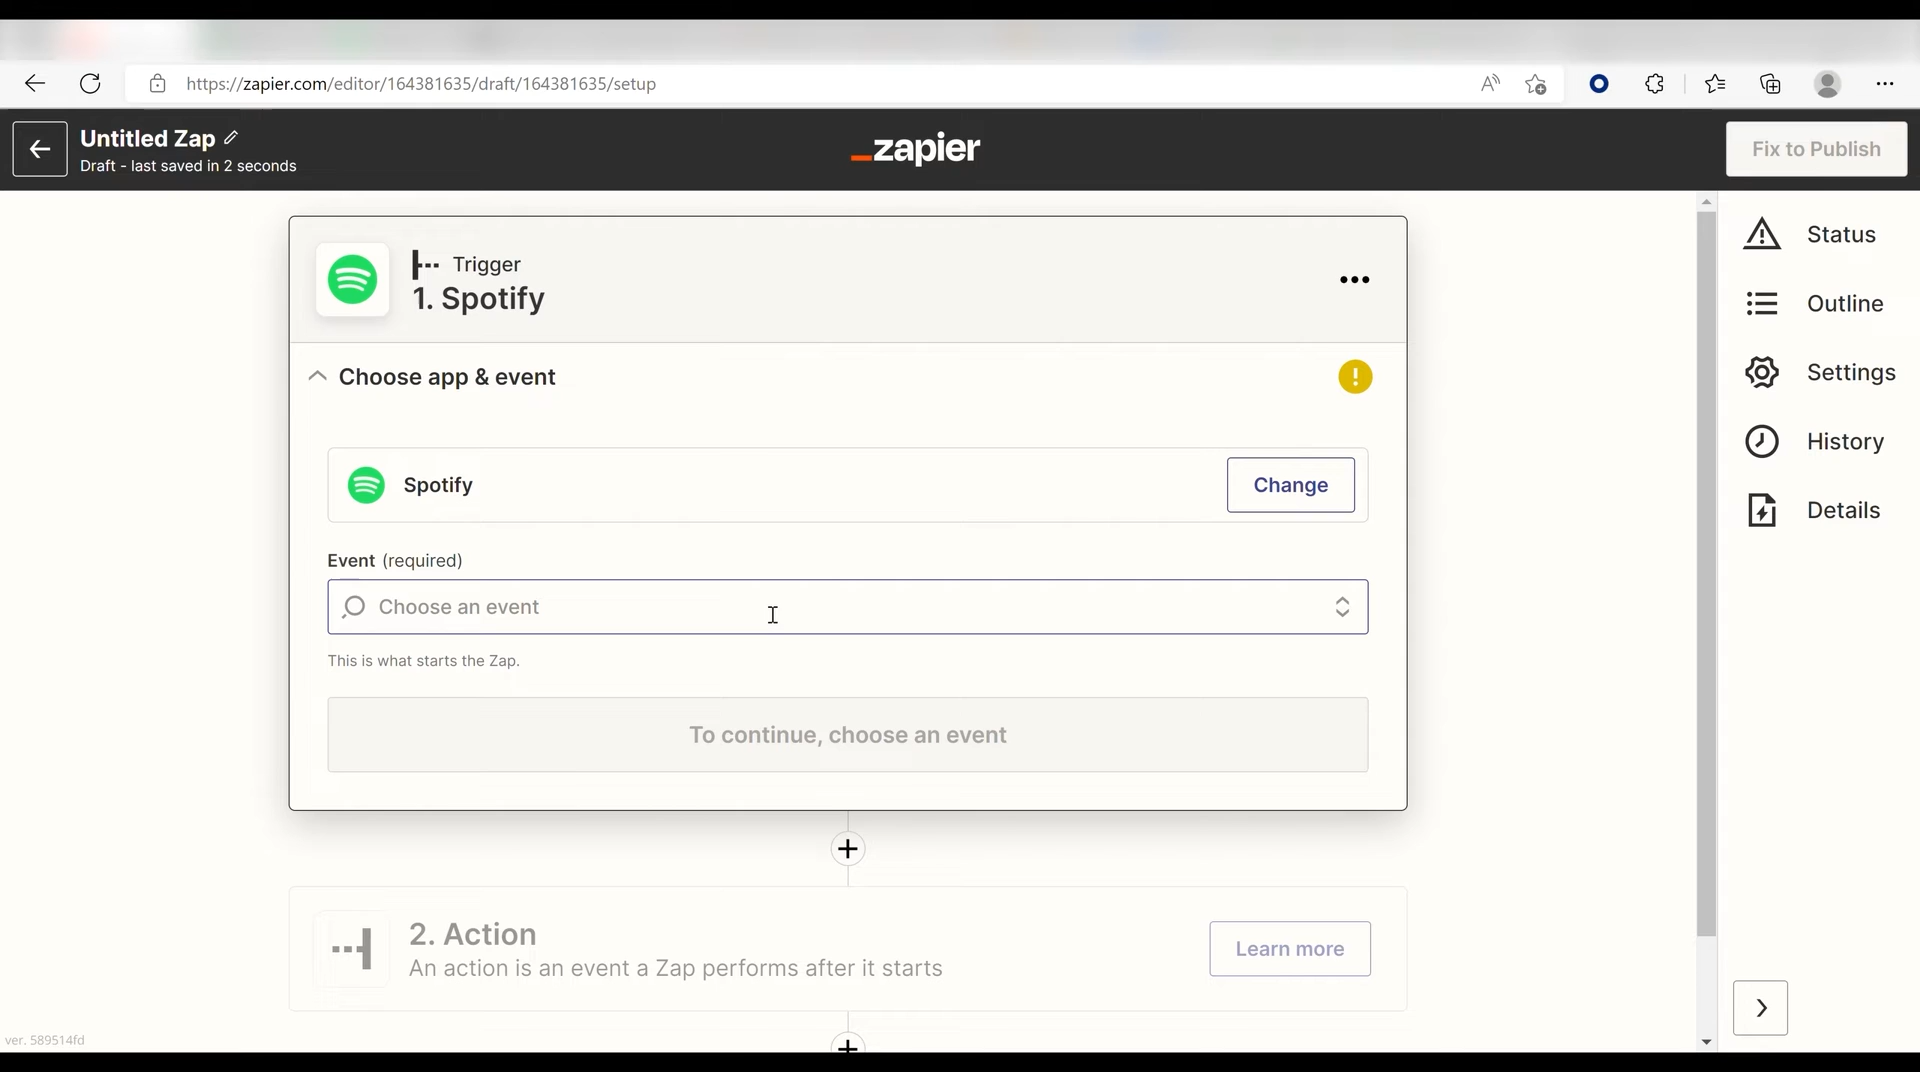 https://zapier.com/editor/164381635/draft/164381635/setup
Untitled Zap
Draft - last saved in 2 seconds
zapier
Fix to Publish
Trigger
1. Spotify
Choose app & event
Spotify
Change
Event (required)
Choose an event
This is what starts the Zap.
To continue, choose an event
2. Action
An action is an event a Zap performs after it starts
Learn more
Status
Outline
Settings
History
Details
ver. 589514fd